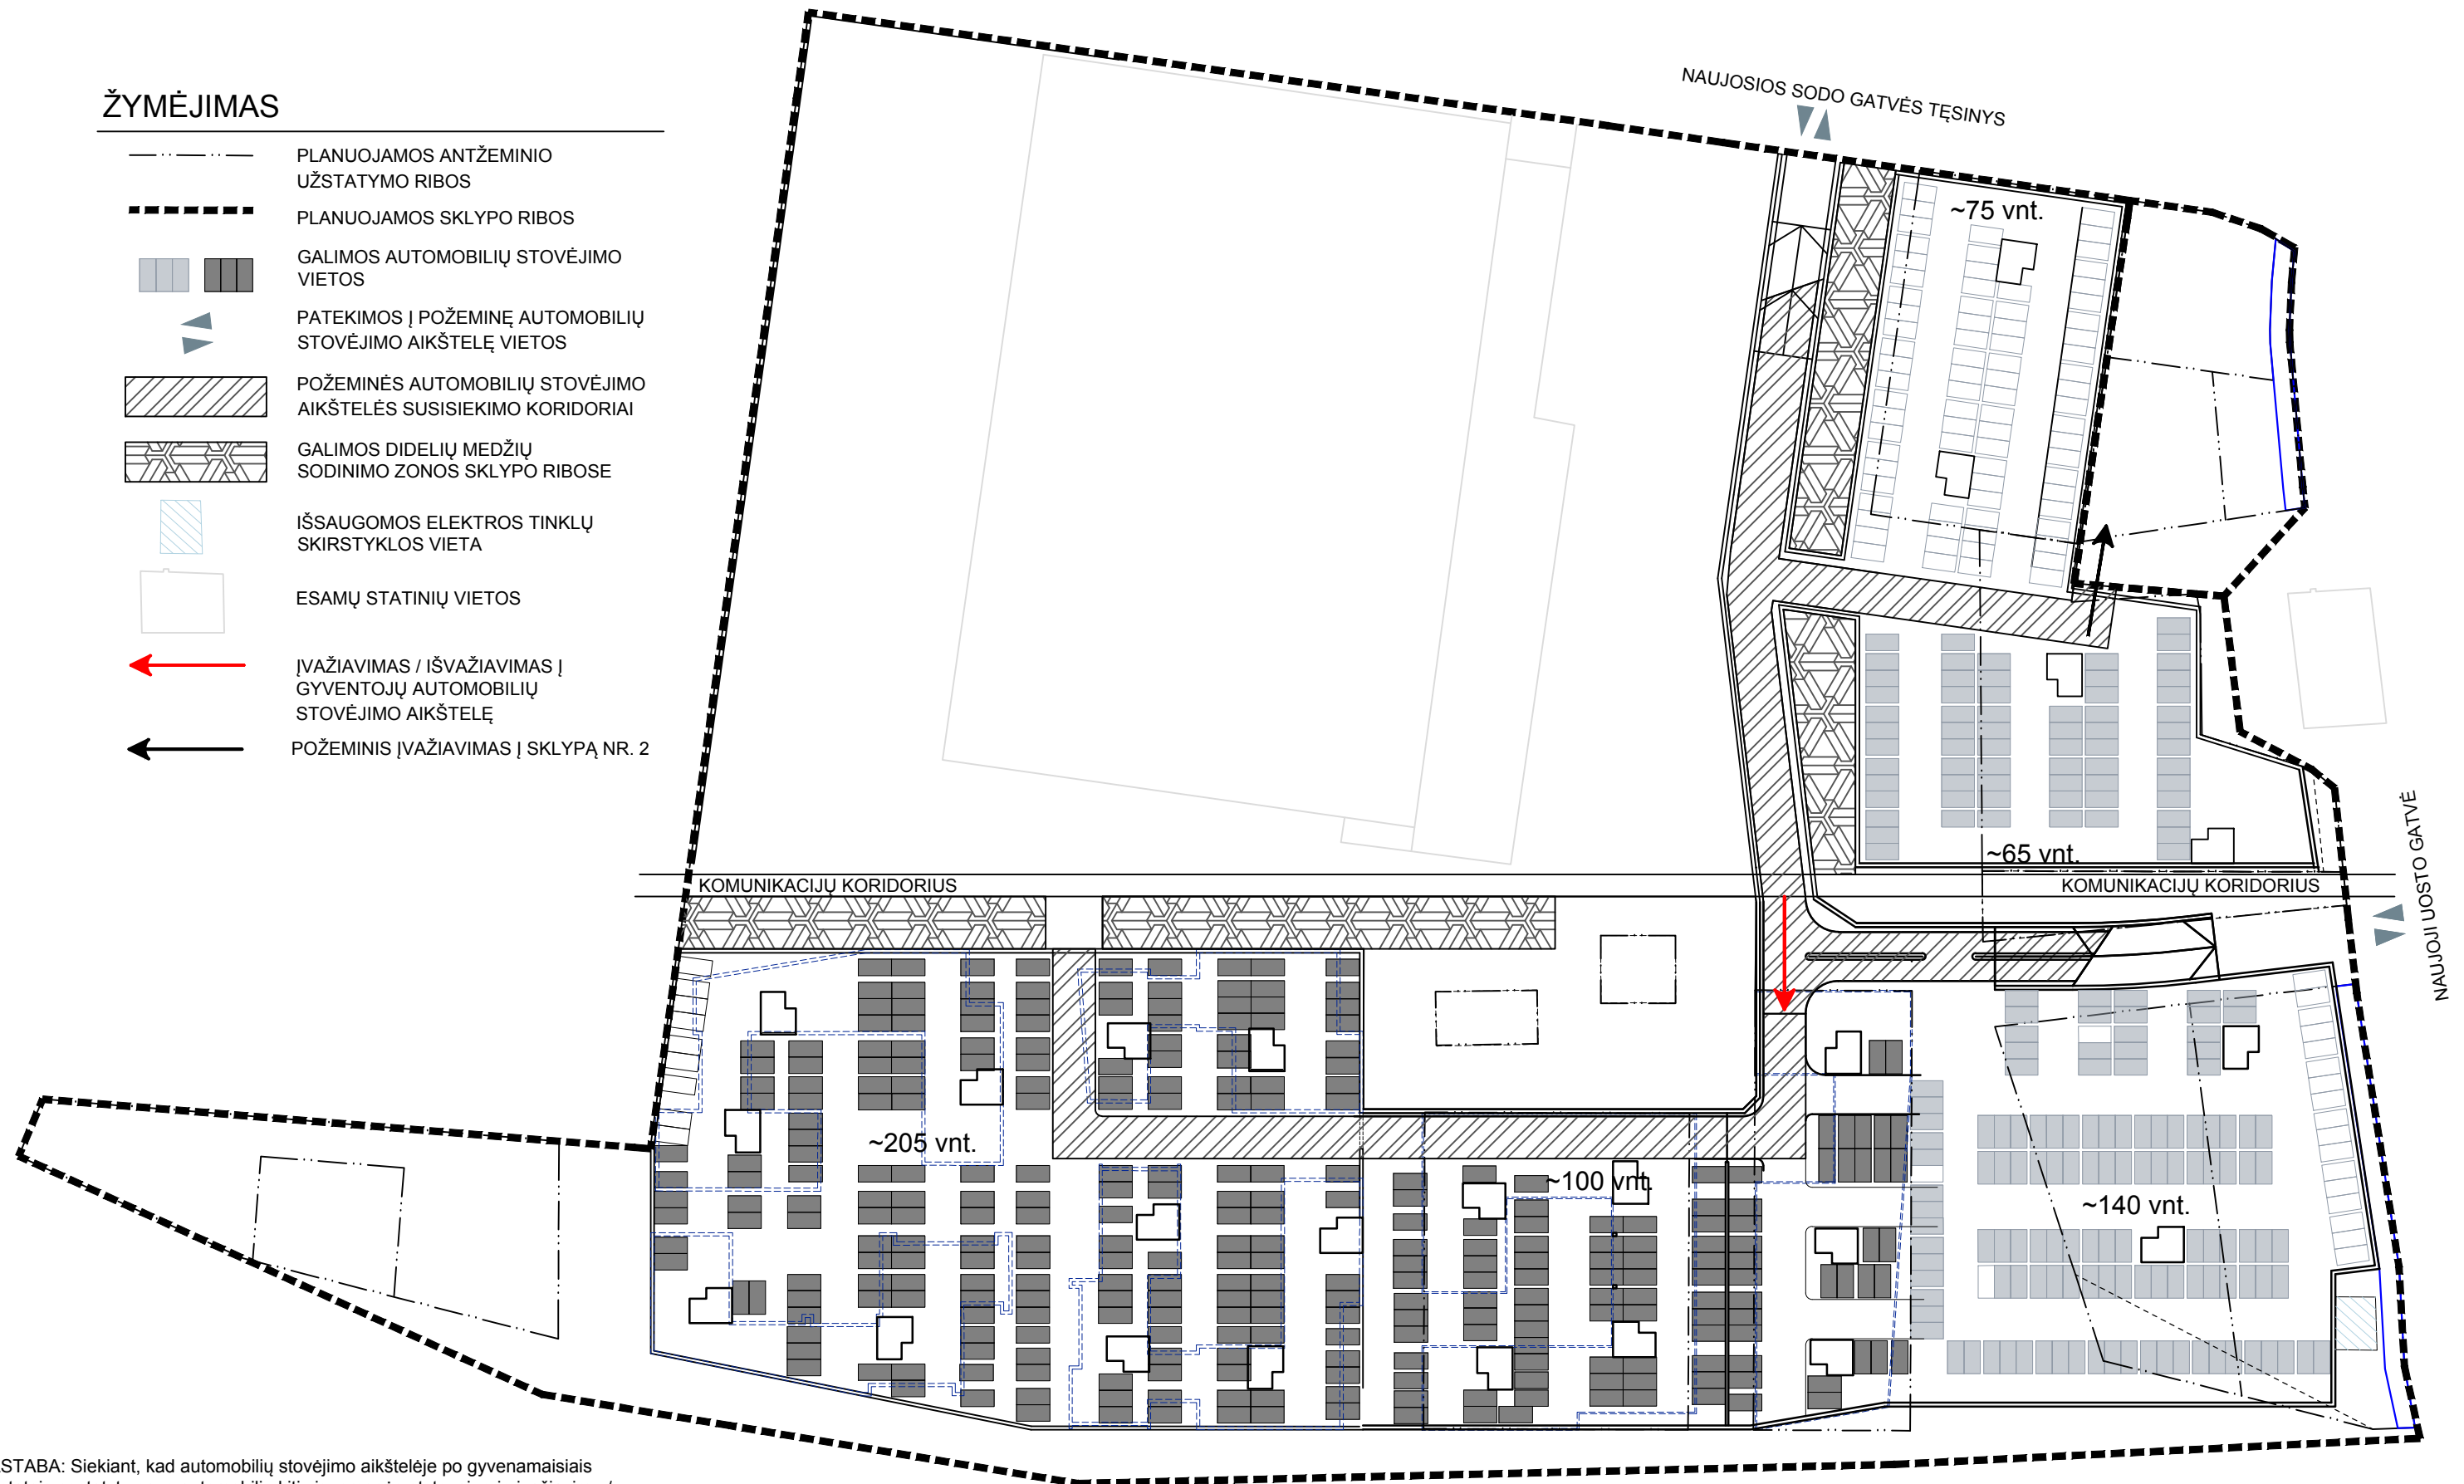 ŽYMĖJIMAS
PLANUOJAMOS ANTŽEMINIO
UŽSTATYMO RIBOS
PLANUOJAMOS SKLYPO RIBOS
GALIMOS AUTOMOBILIŲ STOVĖJIMO
VIETOS
PATEKIMOS Į POŽEMINĘ AUTOMOBILIŲ
STOVĖJIMO AIKŠTELĘ VIETOS
POŽEMINĖS AUTOMOBILIŲ STOVĖJIMO
AIKŠTELĖS SUSISIEKIMO KORIDORIAI
GALIMOS DIDELIŲ MEDŽIŲ
SODINIMO ZONOS SKLYPO RIBOSE
IŠSAUGOMOS ELEKTROS TINKLŲ
SKIRSTYKLOS VIETA
ESAMŲ STATINIŲ VIETOS
ĮVAŽIAVIMAS / IŠVAŽIAVIMAS Į
GYVENTOJŲ AUTOMOBILIŲ
STOVĖJIMO AIKŠTELĘ
POŽEMINIS ĮVAŽIAVIMAS Į SKLYPĄ NR. 2
NAUJOSIOS SODO GATVĖS TĘSINYS
~75 vnt.
~65 vnt.
KOMUNIKACIJŲ KORIDORIUS
KOMUNIKACIJŲ KORIDORIUS
NAUJOJI UOSTO GATVĖ
~205 vnt.
~100 vnt.
~140 vnt.
STABA: Siekiant, kad automobilių stovėjimo aikštelėje po gyvenamaisiais